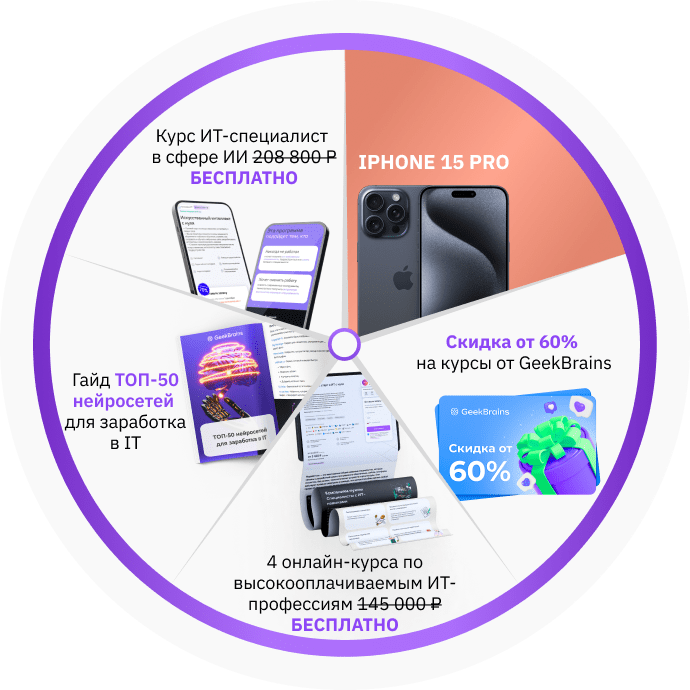 Курс ИТ-специалист
в сфере ИИ 208 800 ₽
БЕСПЛАТНО
IPHONE 15 PRO
Скидка от 60%
на курсы от GeekBrains
GeekBrains
Скидка от
60%
Гайд ТОП-50
нейросетей
для заработка
в IT
GeekBrains
ТОП-50 нейросетей
для заработка в IT
4 онлайн-курса по
высокооплачиваемым ИТ-
профессиям 145 000 ₽
БЕСПЛАТНО